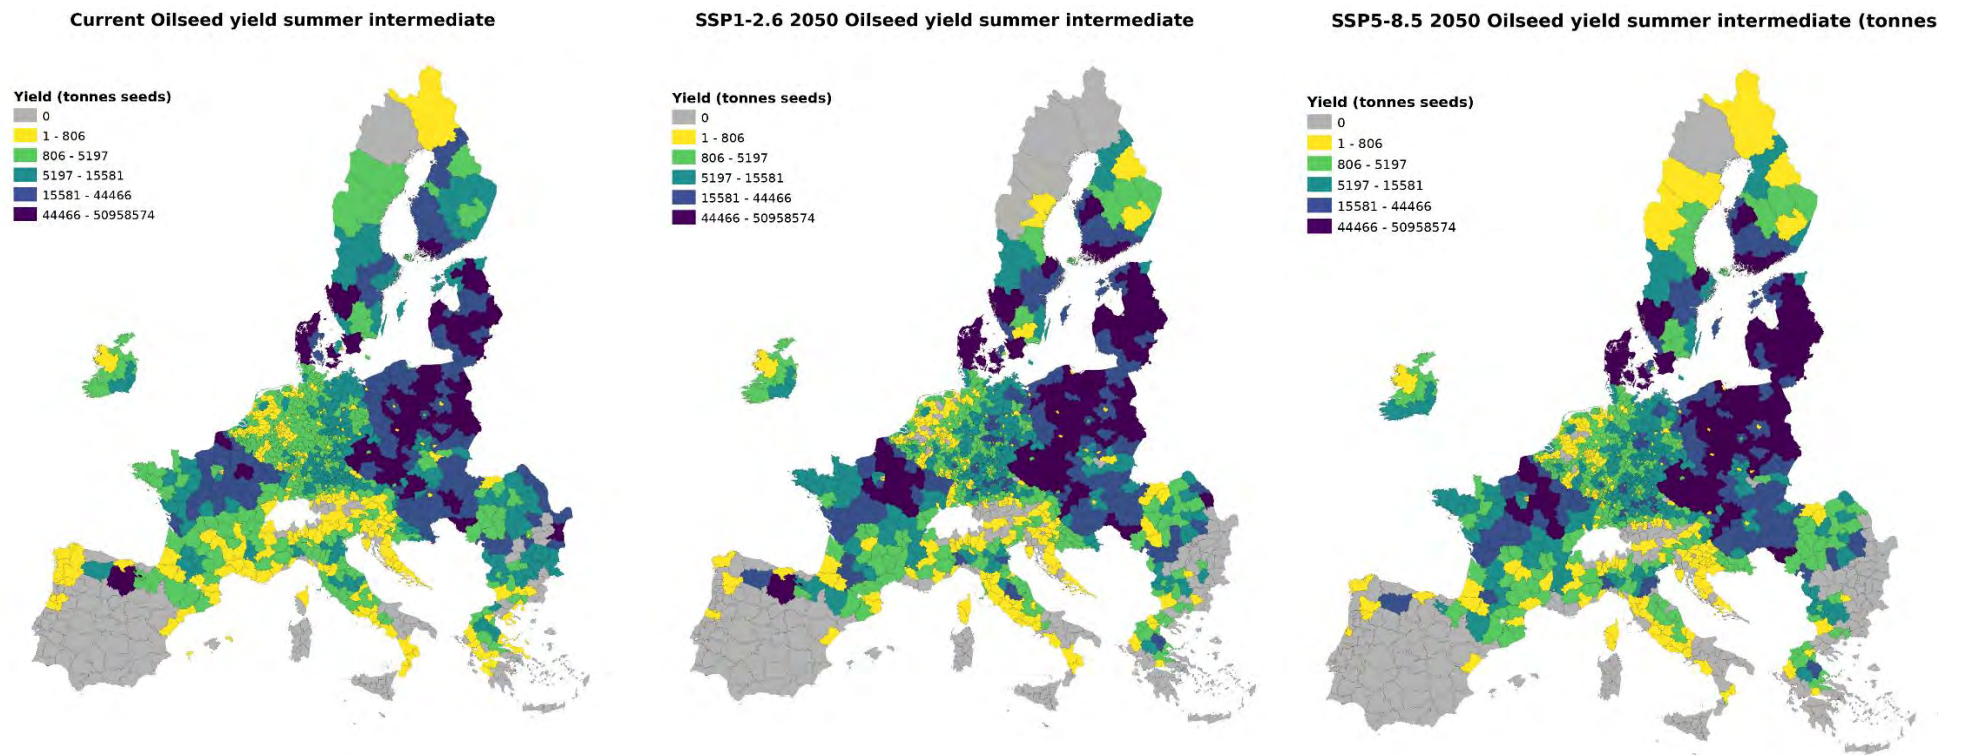 Current Oilseed yield summer intermediate
Yield (tonnes seeds)
0
1 - 806
806 - 5197
5197 - 15581
15581 - 44466
44466 - 50958574
SSP1-2.6 2050 Oilseed yield summer intermediate
Yield (tonnes seeds)
0
1 - 806
806 - 5197
5197 - 15581
15581 - 44466
44466 - 50958574
SSP5-8.5 2050 Oilseed yield summer intermediate (tonnes
Yield (tonnes seeds)
0
1 - 806
806 - 5197
5197 - 15581
15581 - 44466
44466 - 50958574